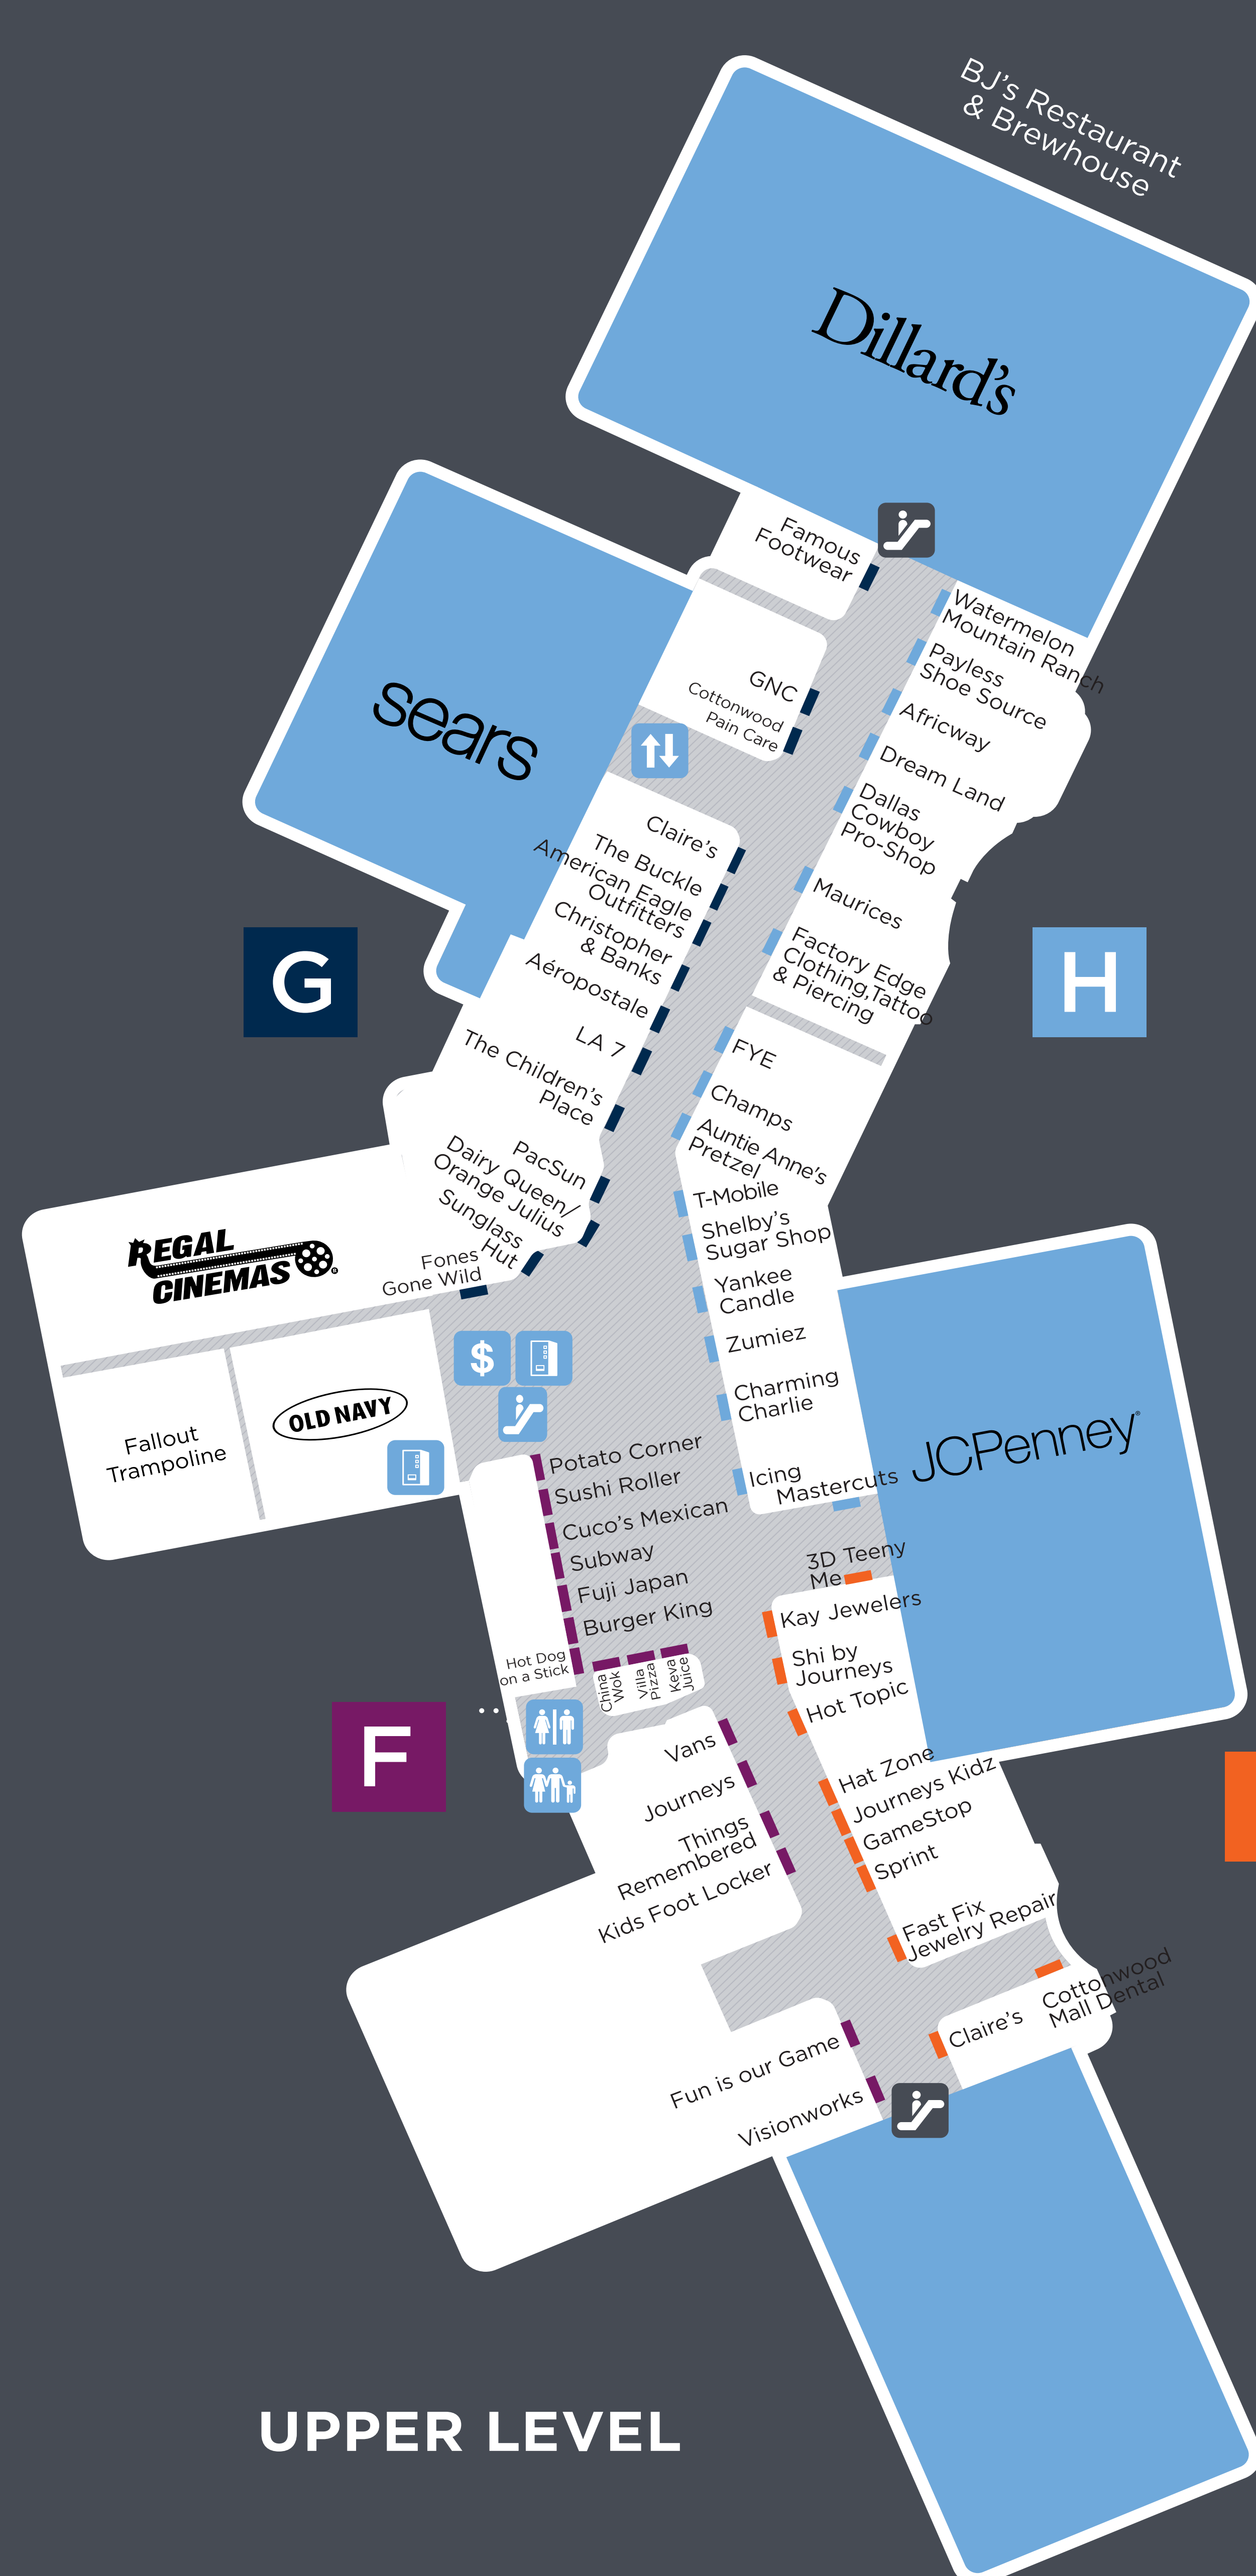 BJ's Restaurant
& Brewhouse
Dillard's
Famous
Footwear
Watermelon
Mountain Ranch
Payless
Shoe Source
GNC
Cottonwood
Pain Care
sears
Africway
Dream Land
Dallas
Cowboy
Pro-Shop
Claire's
The Buckle
American Eagle
Outfitters
Christopher
& Banks
Aéropostale
LA 7
The Children's
Place
Maurices
Factory Edge
Clothing,Tattoo
& Piercing
G
H
FYE
Champs
Auntie Anne's
Pretzel
PacSun
Dairy Queen/
Orange Julius
Sunglass
Hut
Fones
Gone Wild
REGAL
CINEMAS
T-Mobile
Shelby's
Sugar Shop
Yankee
Candle
Zumiez
Charming
Charlie
Icing
Mastercuts
$
OLD NAVY
Fallout
Trampoline
JCPenney
Potato Corner
Sushi Roller
Cuco's Mexican
Subway
Fuji Japan
Burger King
Hot Dog
on a Stick
China
Wok
Villa
Pizza
Keva
Juice
3D Teeny
Me
Kay Jewelers
Shi by
Journeys
Hot Topic
F
Vans
Journeys
Things
Remembered
Kids Foot Locker
Hat Zone
Journeys Kidz
GameStop
Sprint
Fast Fix
Jewelry Repair
Cottonwood
Mall Dental
Claire's
Fun is our Game
Visionworks
UPPER LEVEL